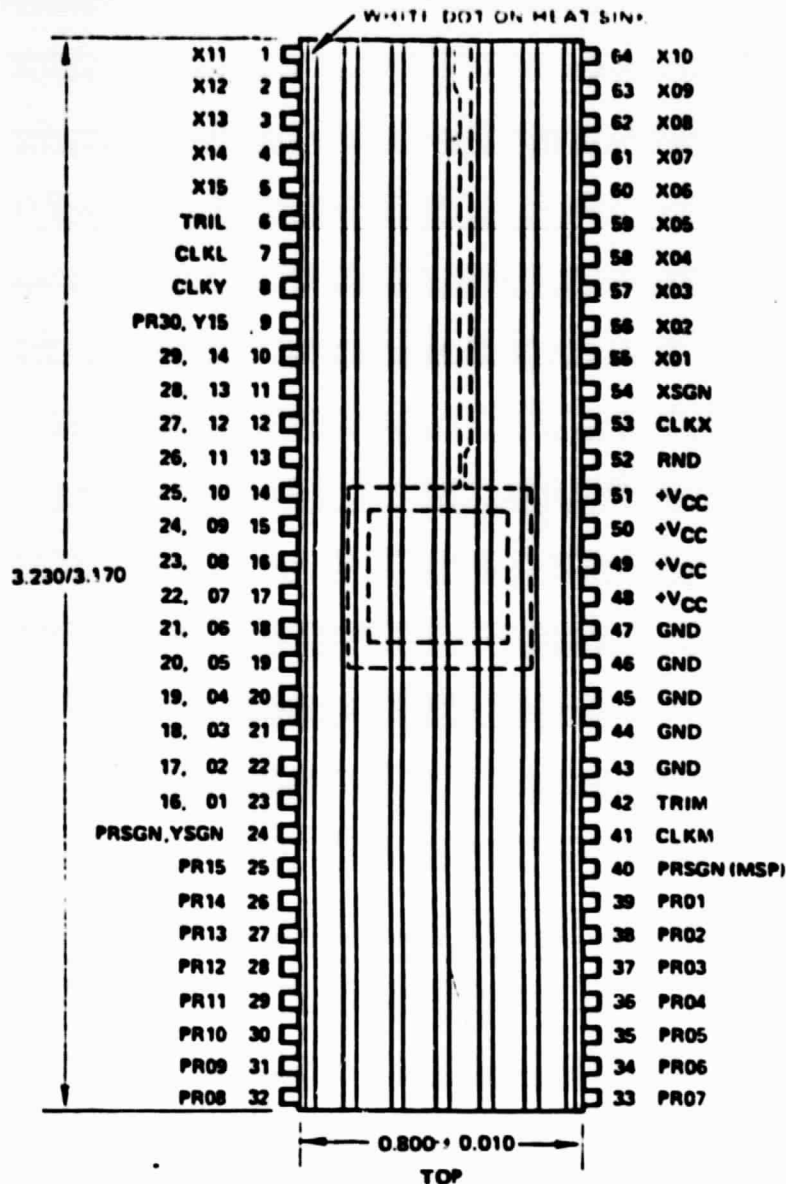 WHITE DOT ON HEAT SINK
X11 1 64 X10
X12 2 63 X09
X13 3 62 X08
X14 4 61 X07
X15 5 60 X06
TRIL 6 59 X05
CLKL 7 58 X04
CLKY 8 57 X03
PR30, Y15 9 56 X02
29, 14 10 55 X01
28, 13 11 54 XSGN
27, 12 12 53 CLKX
26, 11 13 52 RND
25, 10 14 51 +VCC
24, 09 15 50 +VCC
23, 08 16 49 +VCC
3.230/3.170
22, 07 17 48 +VCC
21, 06 18 47 GND
20, 05 19 46 GND
19, 04 20 45 GND
18, 03 21 44 GND
17, 02 22 43 GND
16, 01 23 42 TRIM
PRSGN,YSGN 24 41 CLKM
PR15 25 40 PRSGN (MSP)
PR14 26 39 PR01
PR13 27 38 PR02
PR12 28 37 PR03
PR11 29 36 PR04
PR10 30 35 PR05
PR09 31 34 PR06
PR08 32 33 PR07
0.800 0.010
TOP